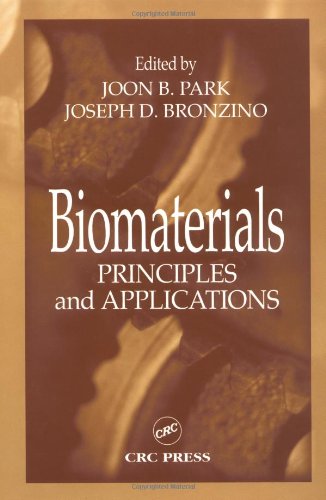 Edited by
JOON B. PARK
JOSEPH D. BRONZINO
Biomaterials
PRINCIPLES
and APPLICATIONS
CRC
CRC PRESS